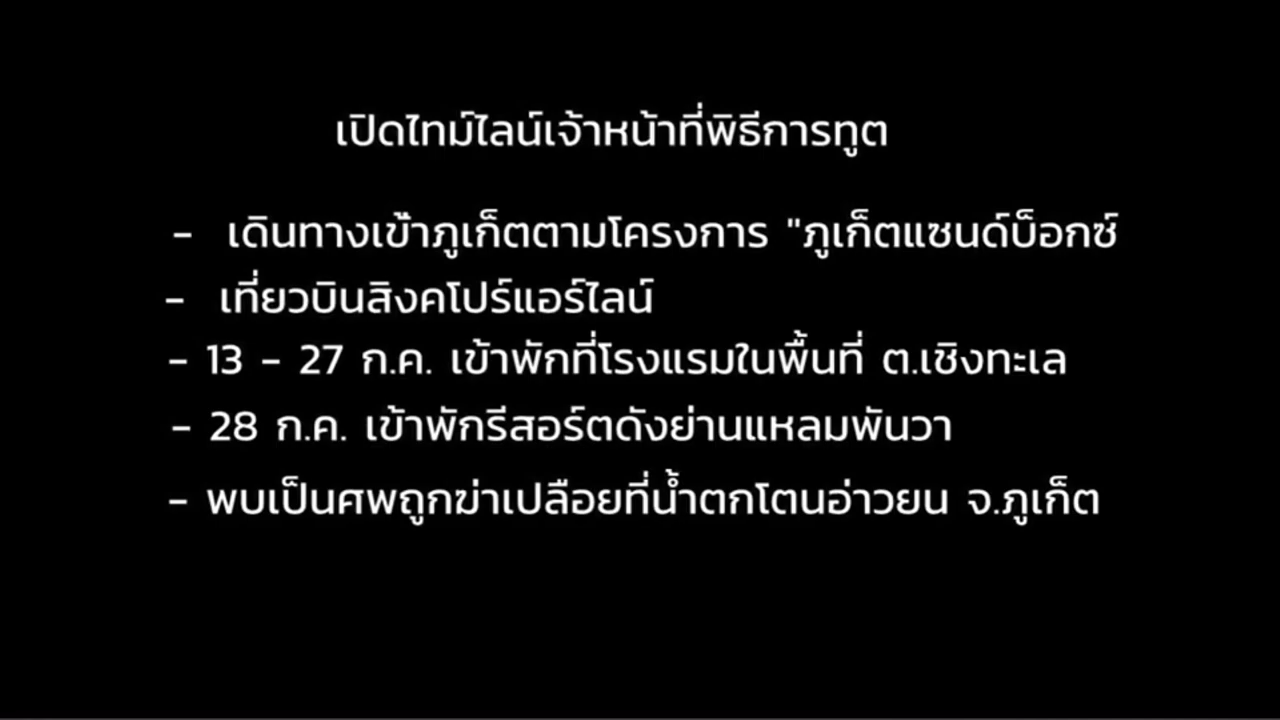 เปิดไทม์ไลน์เจ้าหน้าที่พิธีการทูต
- เดินทางเข้าภูเก็ตตามโครงการ "ภูเก็ตแซนด์บ็อกซ์
- เที่ยวบินสิงคโปร์แอร์ไลน์
- 13 - 27 ก.ค. เข้าพักที่โรงแรมในพื้นที่ ต.เชิงทะเล
- 28 ก.ค. เข้าพักรีสอร์ตดังย่านแหลมพันวา
- พบเป็นศพถูกฆ่าเปลือยที่น้ำตกโตนอ่าวยน จ.ภูเก็ต